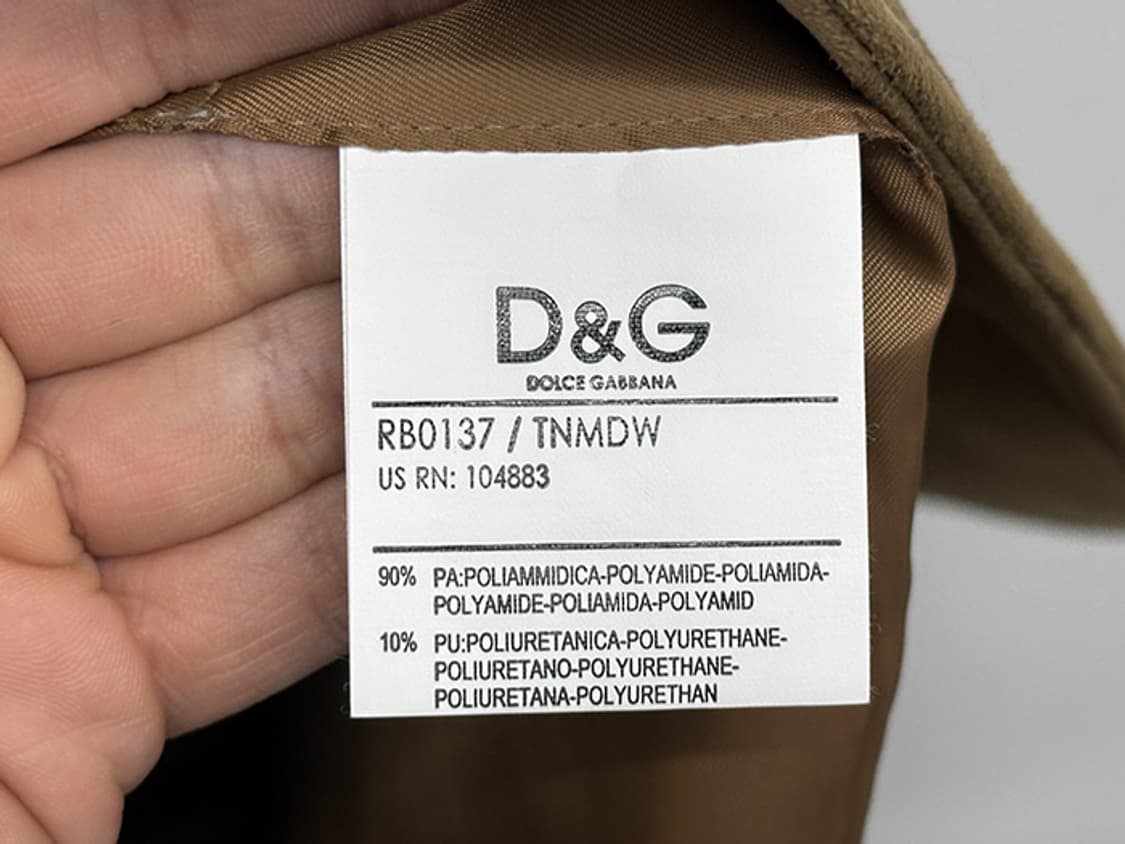 D&G
DOLCE GABBANA
RB0137 / TNMDW
US RN: 104883
90% PA:POLIAMMIDICA-POLYAMIDE-POLIAMIDA-
POLYAMIDE-POLIAMIDA-POLYAMID
10% PU:POLIURETANICA-POLYURETHANE-
POLIURETANO-POLYURETHANE-
POLIURETANA-POLYURETHAN